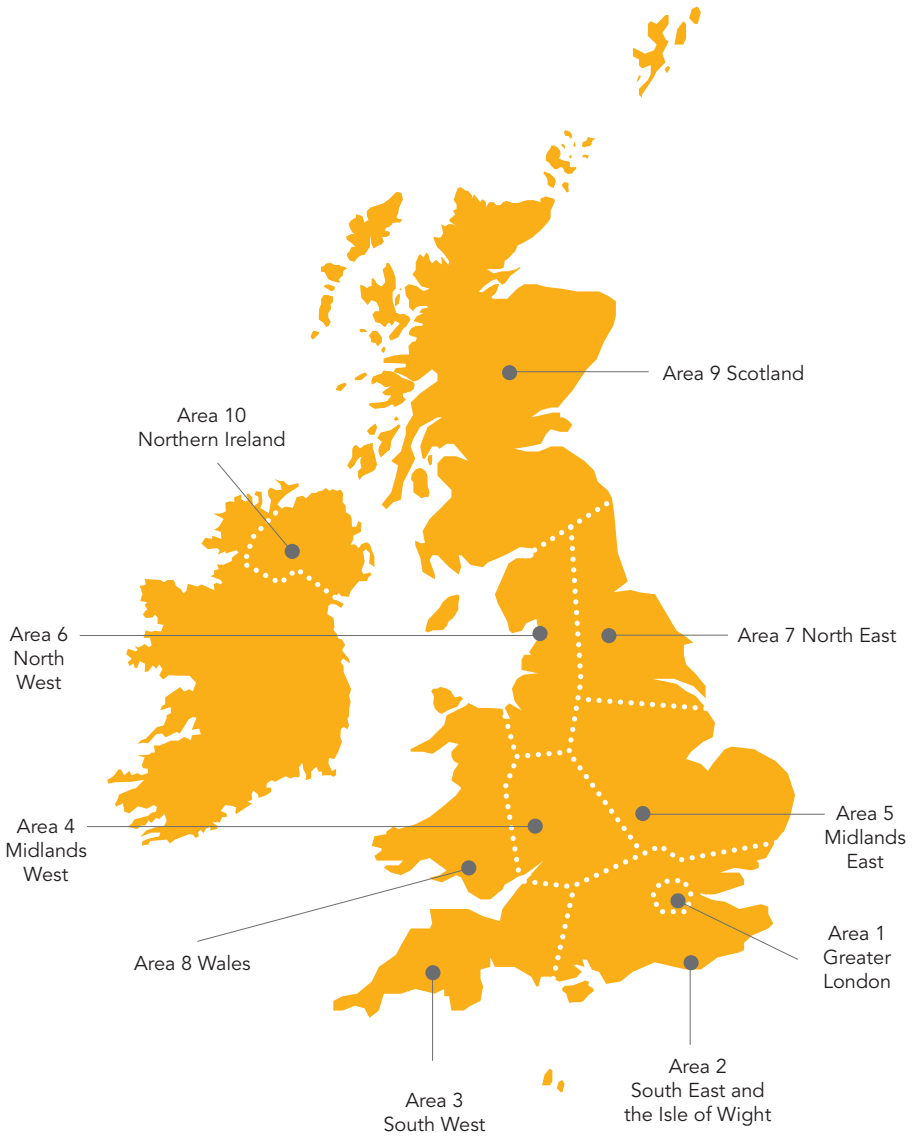 Area 9 Scotland
Area 10
Northern Ireland
Area 6
North
West
Area 7 North East
Area 4
Midlands
West
Area 5
Midlands
East
Area 8 Wales
Area 1
Greater
London
Area 3
South West
Area 2
South East and
the Isle of Wight